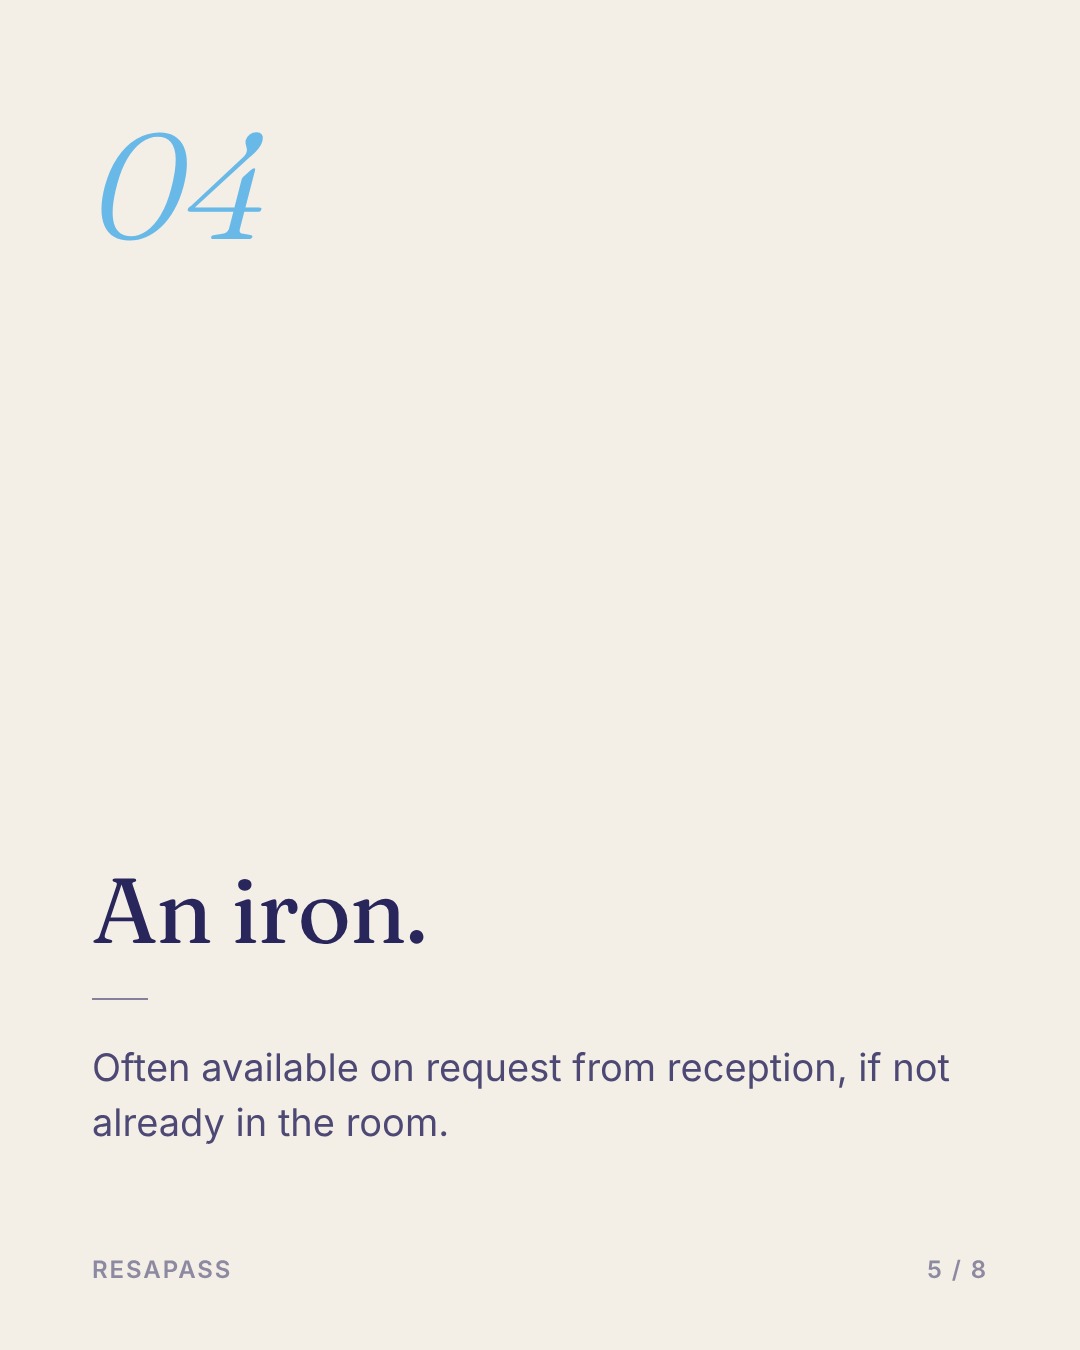 04
An iron.
Often available on request from reception, if not
already in the room.
RESAPASS
5 / 8